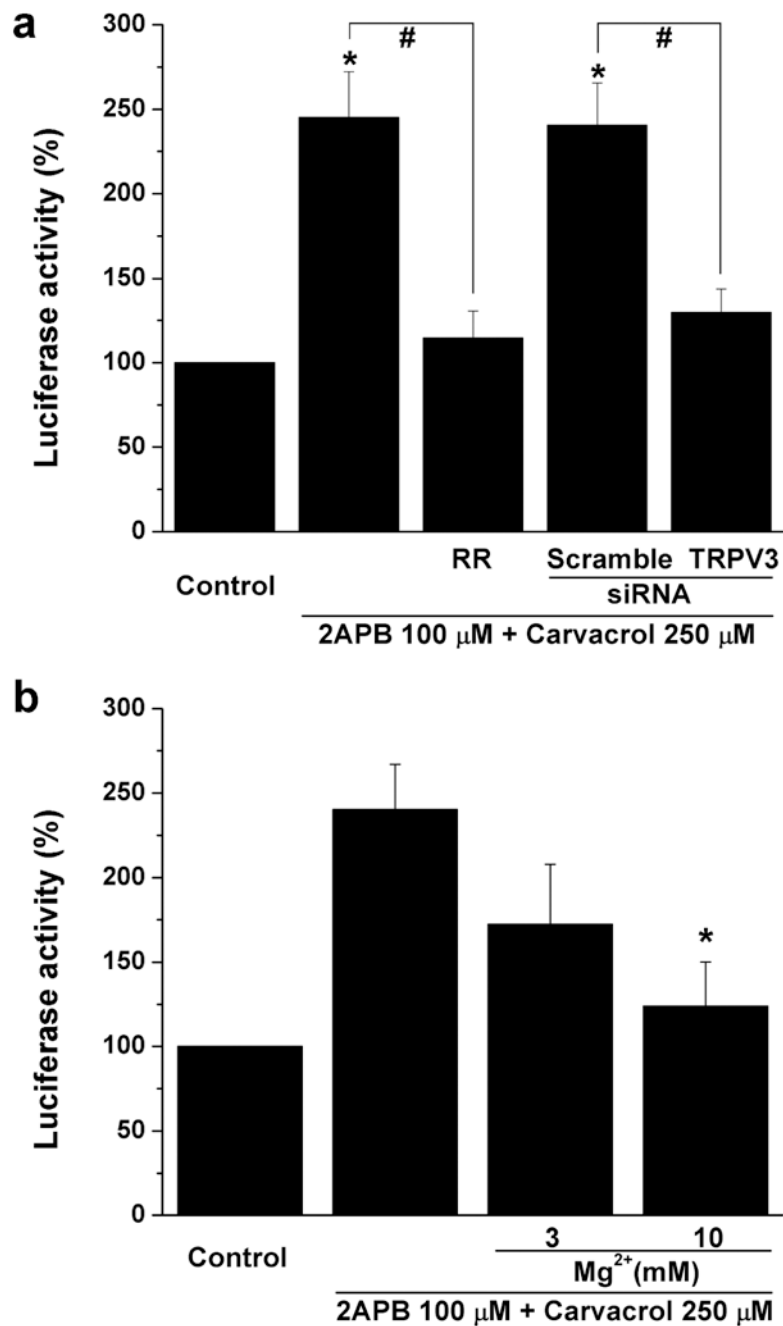 a
Luciferase activity (%)
300
250
200
150
100
50
0
*
#
*
#
Control
RR
Scramble TRPV3
siRNA
2APB 100 μM + Carvacrol 250 μM
b
Luciferase activity (%)
300
250
200
150
100
50
0
*
Control
3 10
Mg²⁺(mM)
2APB 100 μM + Carvacrol 250 μM